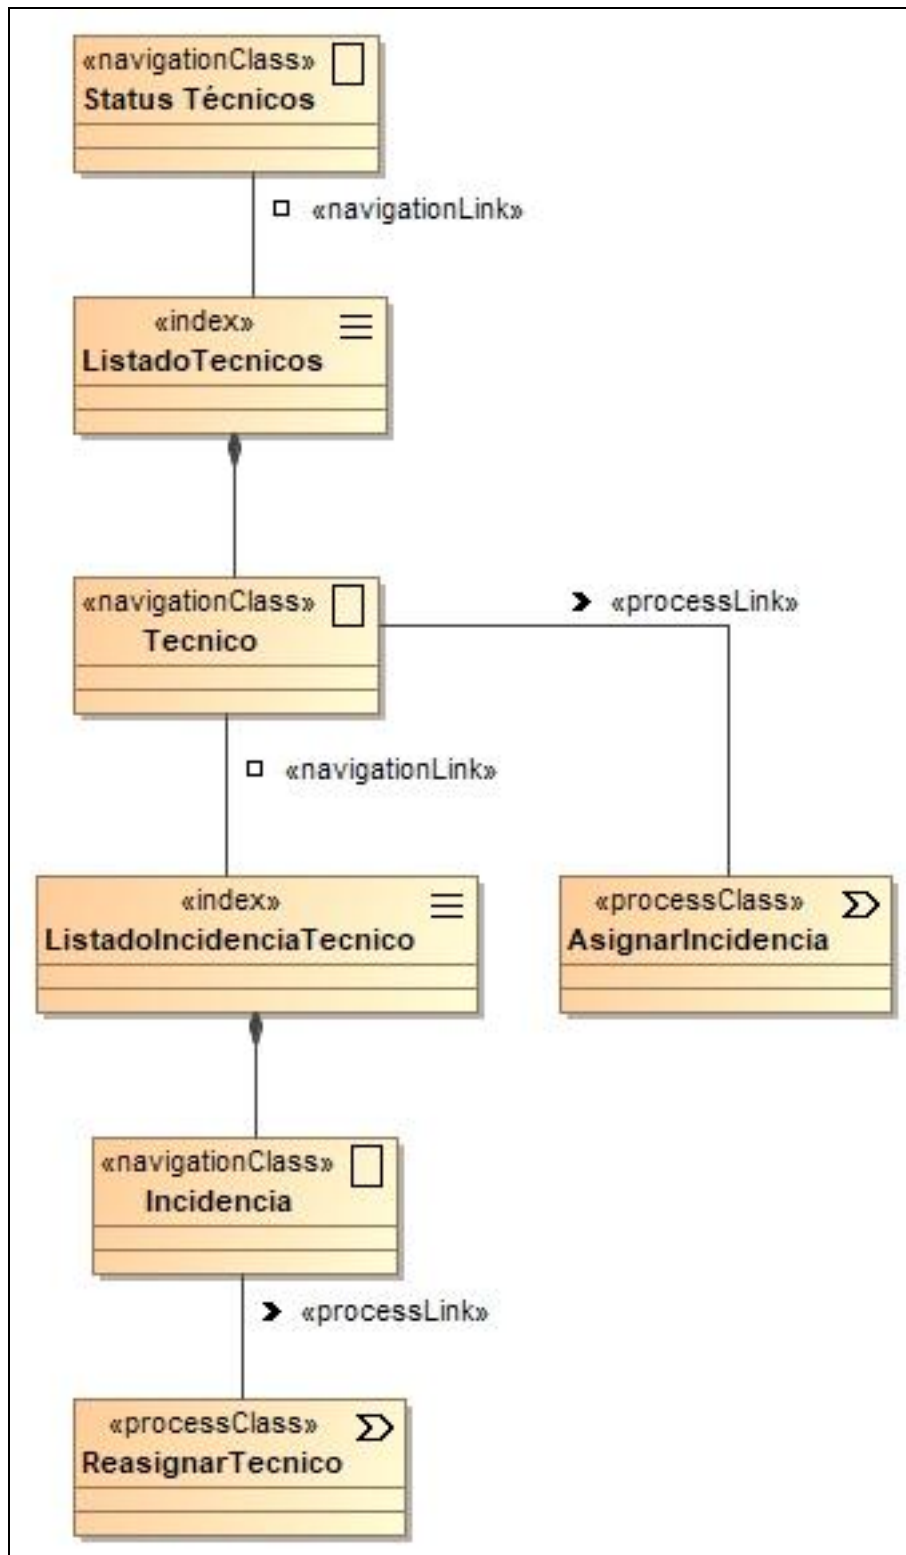 «navigationClass»
Status Técnicos
«navigationLink»
«index»
ListadoTecnicos
«navigationClass»
Tecnico
«processLink»
«navigationLink»
«index»
ListadoIncidenciaTecnico
«processClass»
AsignarIncidencia
«navigationClass»
Incidencia
«processLink»
«processClass»
ReasignarTecnico